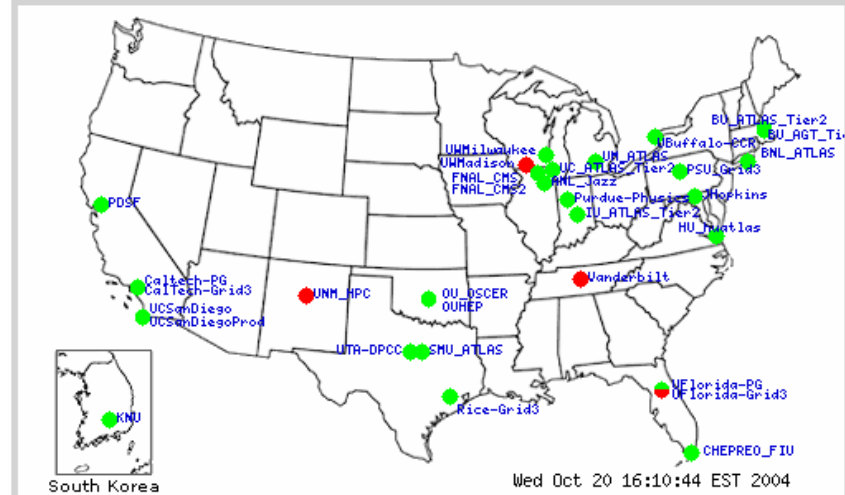 BU_ATLAS_Tier2
BU_AGT_Tie
UBuffalo-CCR
BNL_ATLAS
UWMilwaukee
UWMadison
UM_ATLAS
UC_ATLAS_Tier2
PSU_Grid3
FNAL_CMS
ANL_Jazz
FNAL_CMS2
Purdue-Physics
JHopkins
PDSF
IU_ATLAS_Tier2
HU_huatlas
Vanderbilt
Caltech-PG
CalTech-Grid3
UNM_HPC
OU_OSCER
OUHEP
UCSanDiego
UCSanDiegoProd
UTA-DPCC
SMU_ATLAS
UFlorida-PG
UFlorida-Grid3
Rice-Grid3
KNU
CHEPREO_FIU
South Korea
Wed Oct 20 16:10:44 EST 2004